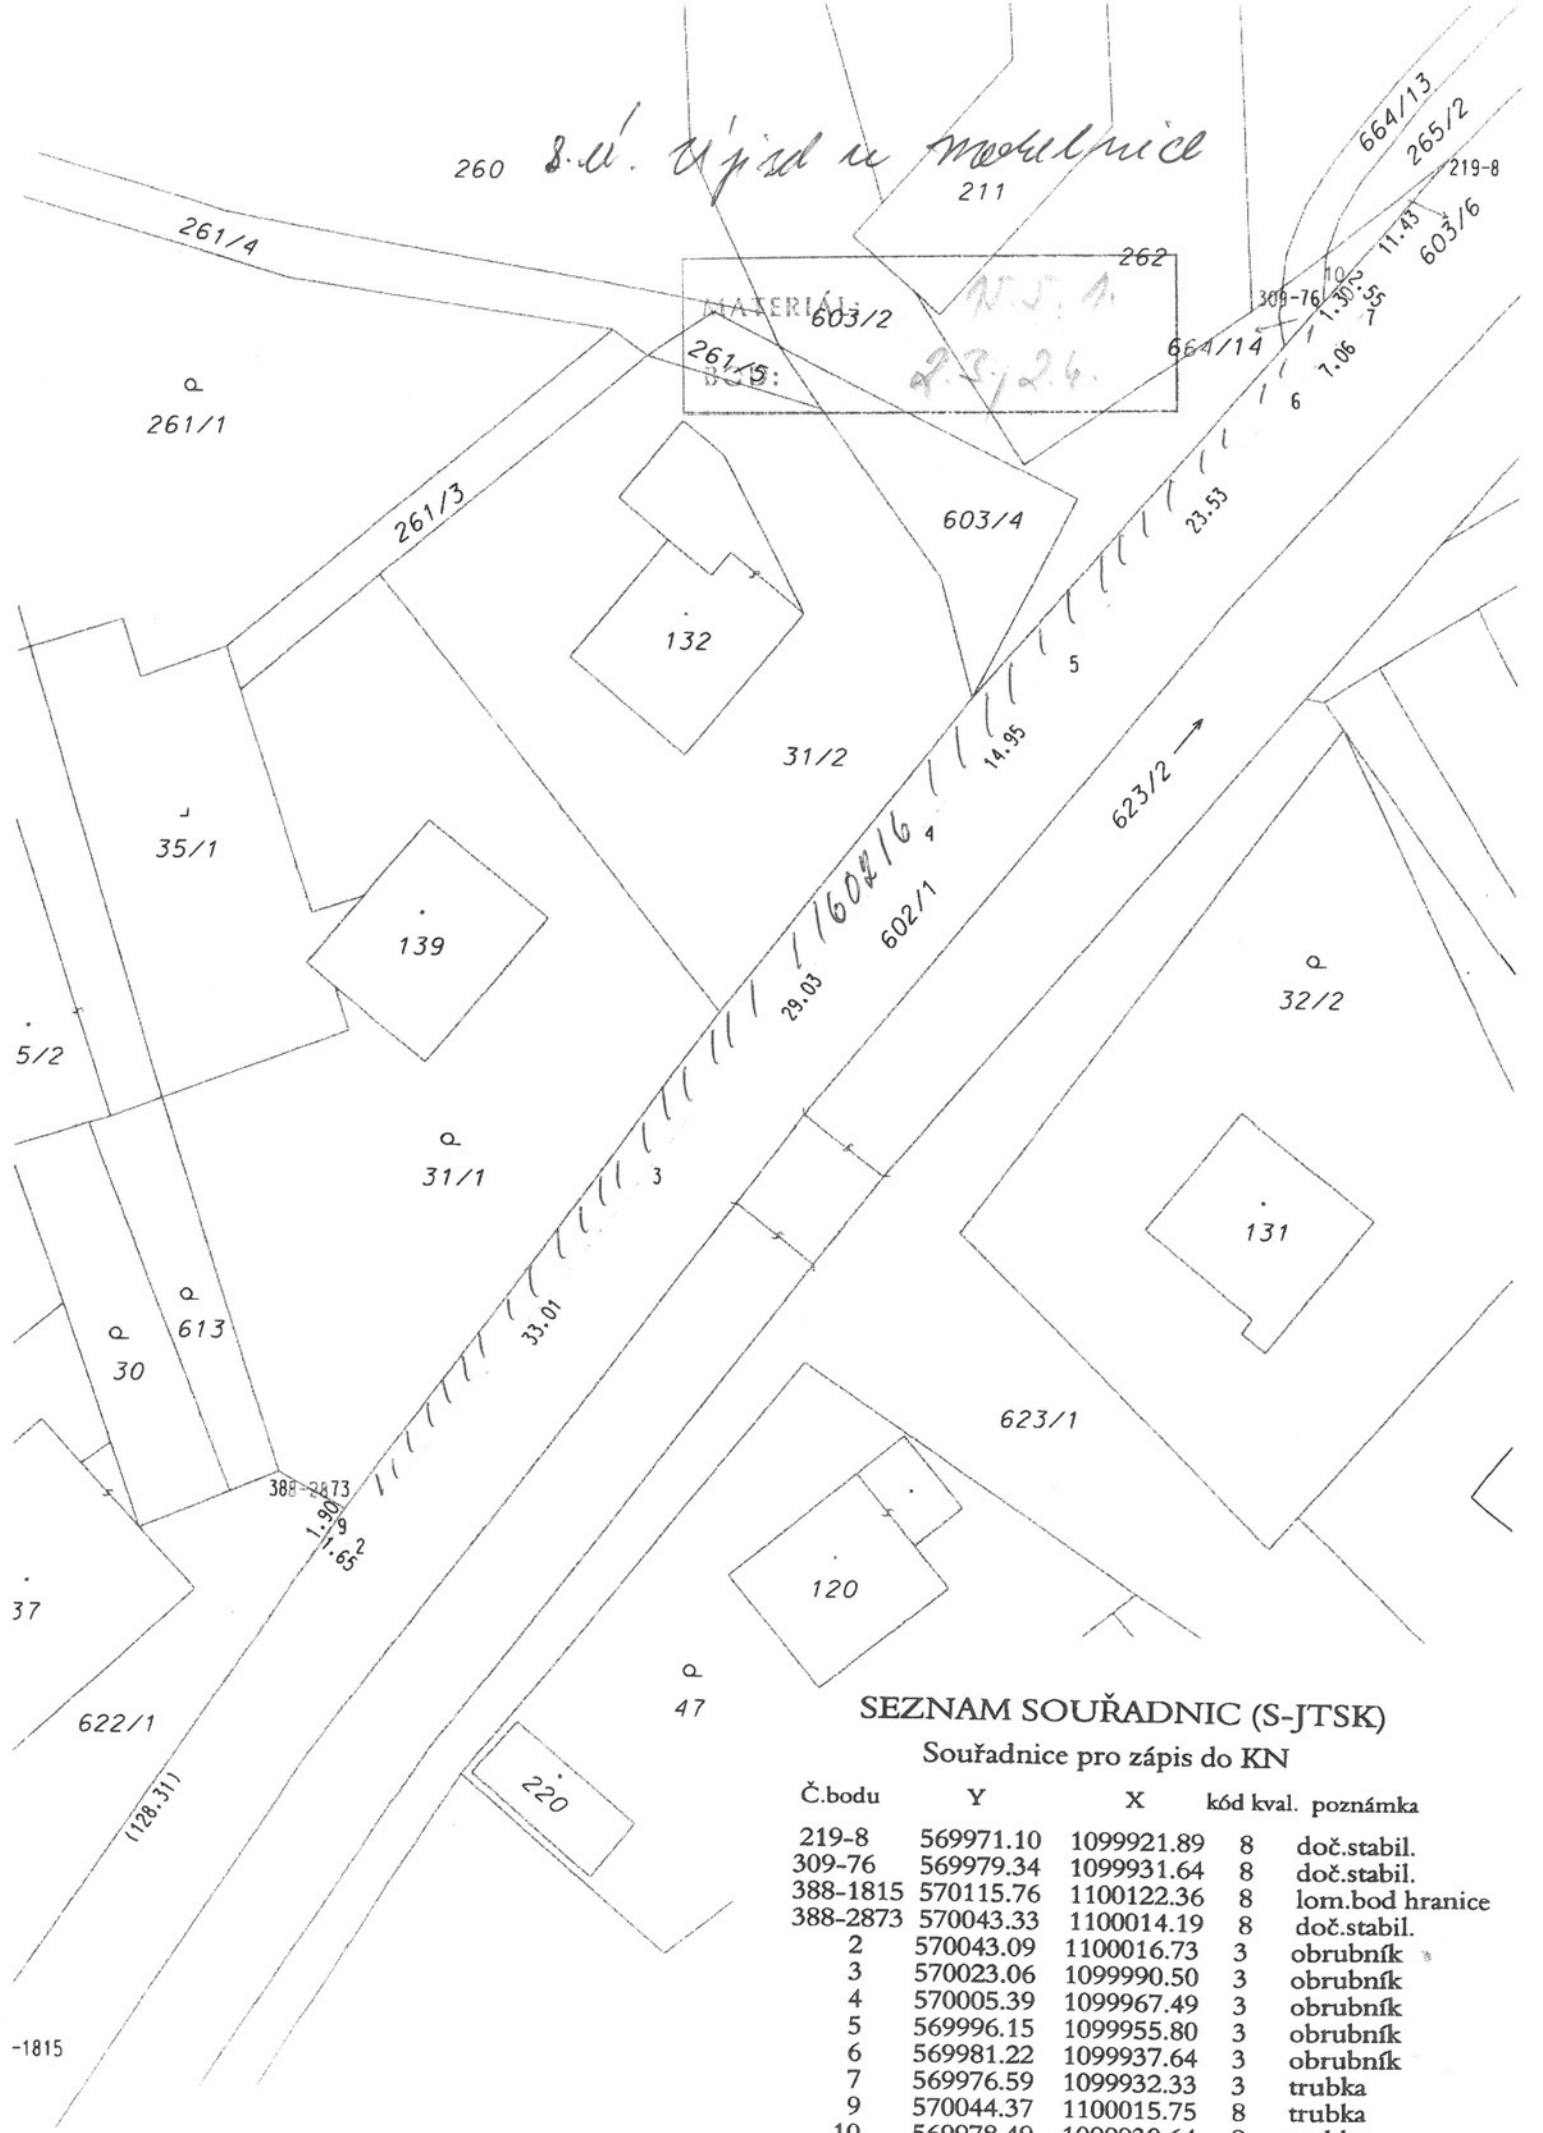 664/13
265/2
219-8
260
211
261/4
11.43
603/6
262
10
2.55
309-76
1.30
7
MATERIÁL:
603/2
664/14
7.06
261/5
BOD:
2.3, 2.4.
6
P
261/1
261/3
603/4
23.53
132
5
31/2
14.95
623/2
35/1
4
602/1
139
P
32/2
29.03
5/2
P
31/1
3
131
P
613
P
30
33.01
623/1
388-2873
1.90
9
2
1.65
120
37
P
47
622/1
220
(128.31)
-1815
SEZNAM SOUŘADNIC (S-JTSK)
Souřadnice pro zápis do KN
Č.bodu Y X kód kval. poznámka
219-8 569971.10 1099921.89 8 doč.stabil.
309-76 569979.34 1099931.64 8 doč.stabil.
388-1815 570115.76 1100122.36 8 lom.bod hranice
388-2873 570043.33 1100014.19 8 doč.stabil.
2 570043.09 1100016.73 3 obrubník
3 570023.06 1099990.50 3 obrubník
4 570005.39 1099967.49 3 obrubník
5 569996.15 1099955.80 3 obrubník
6 569981.22 1099937.64 3 obrubník
7 569976.59 1099932.33 3 trubka
9 570044.37 1100015.75 8 trubka
10